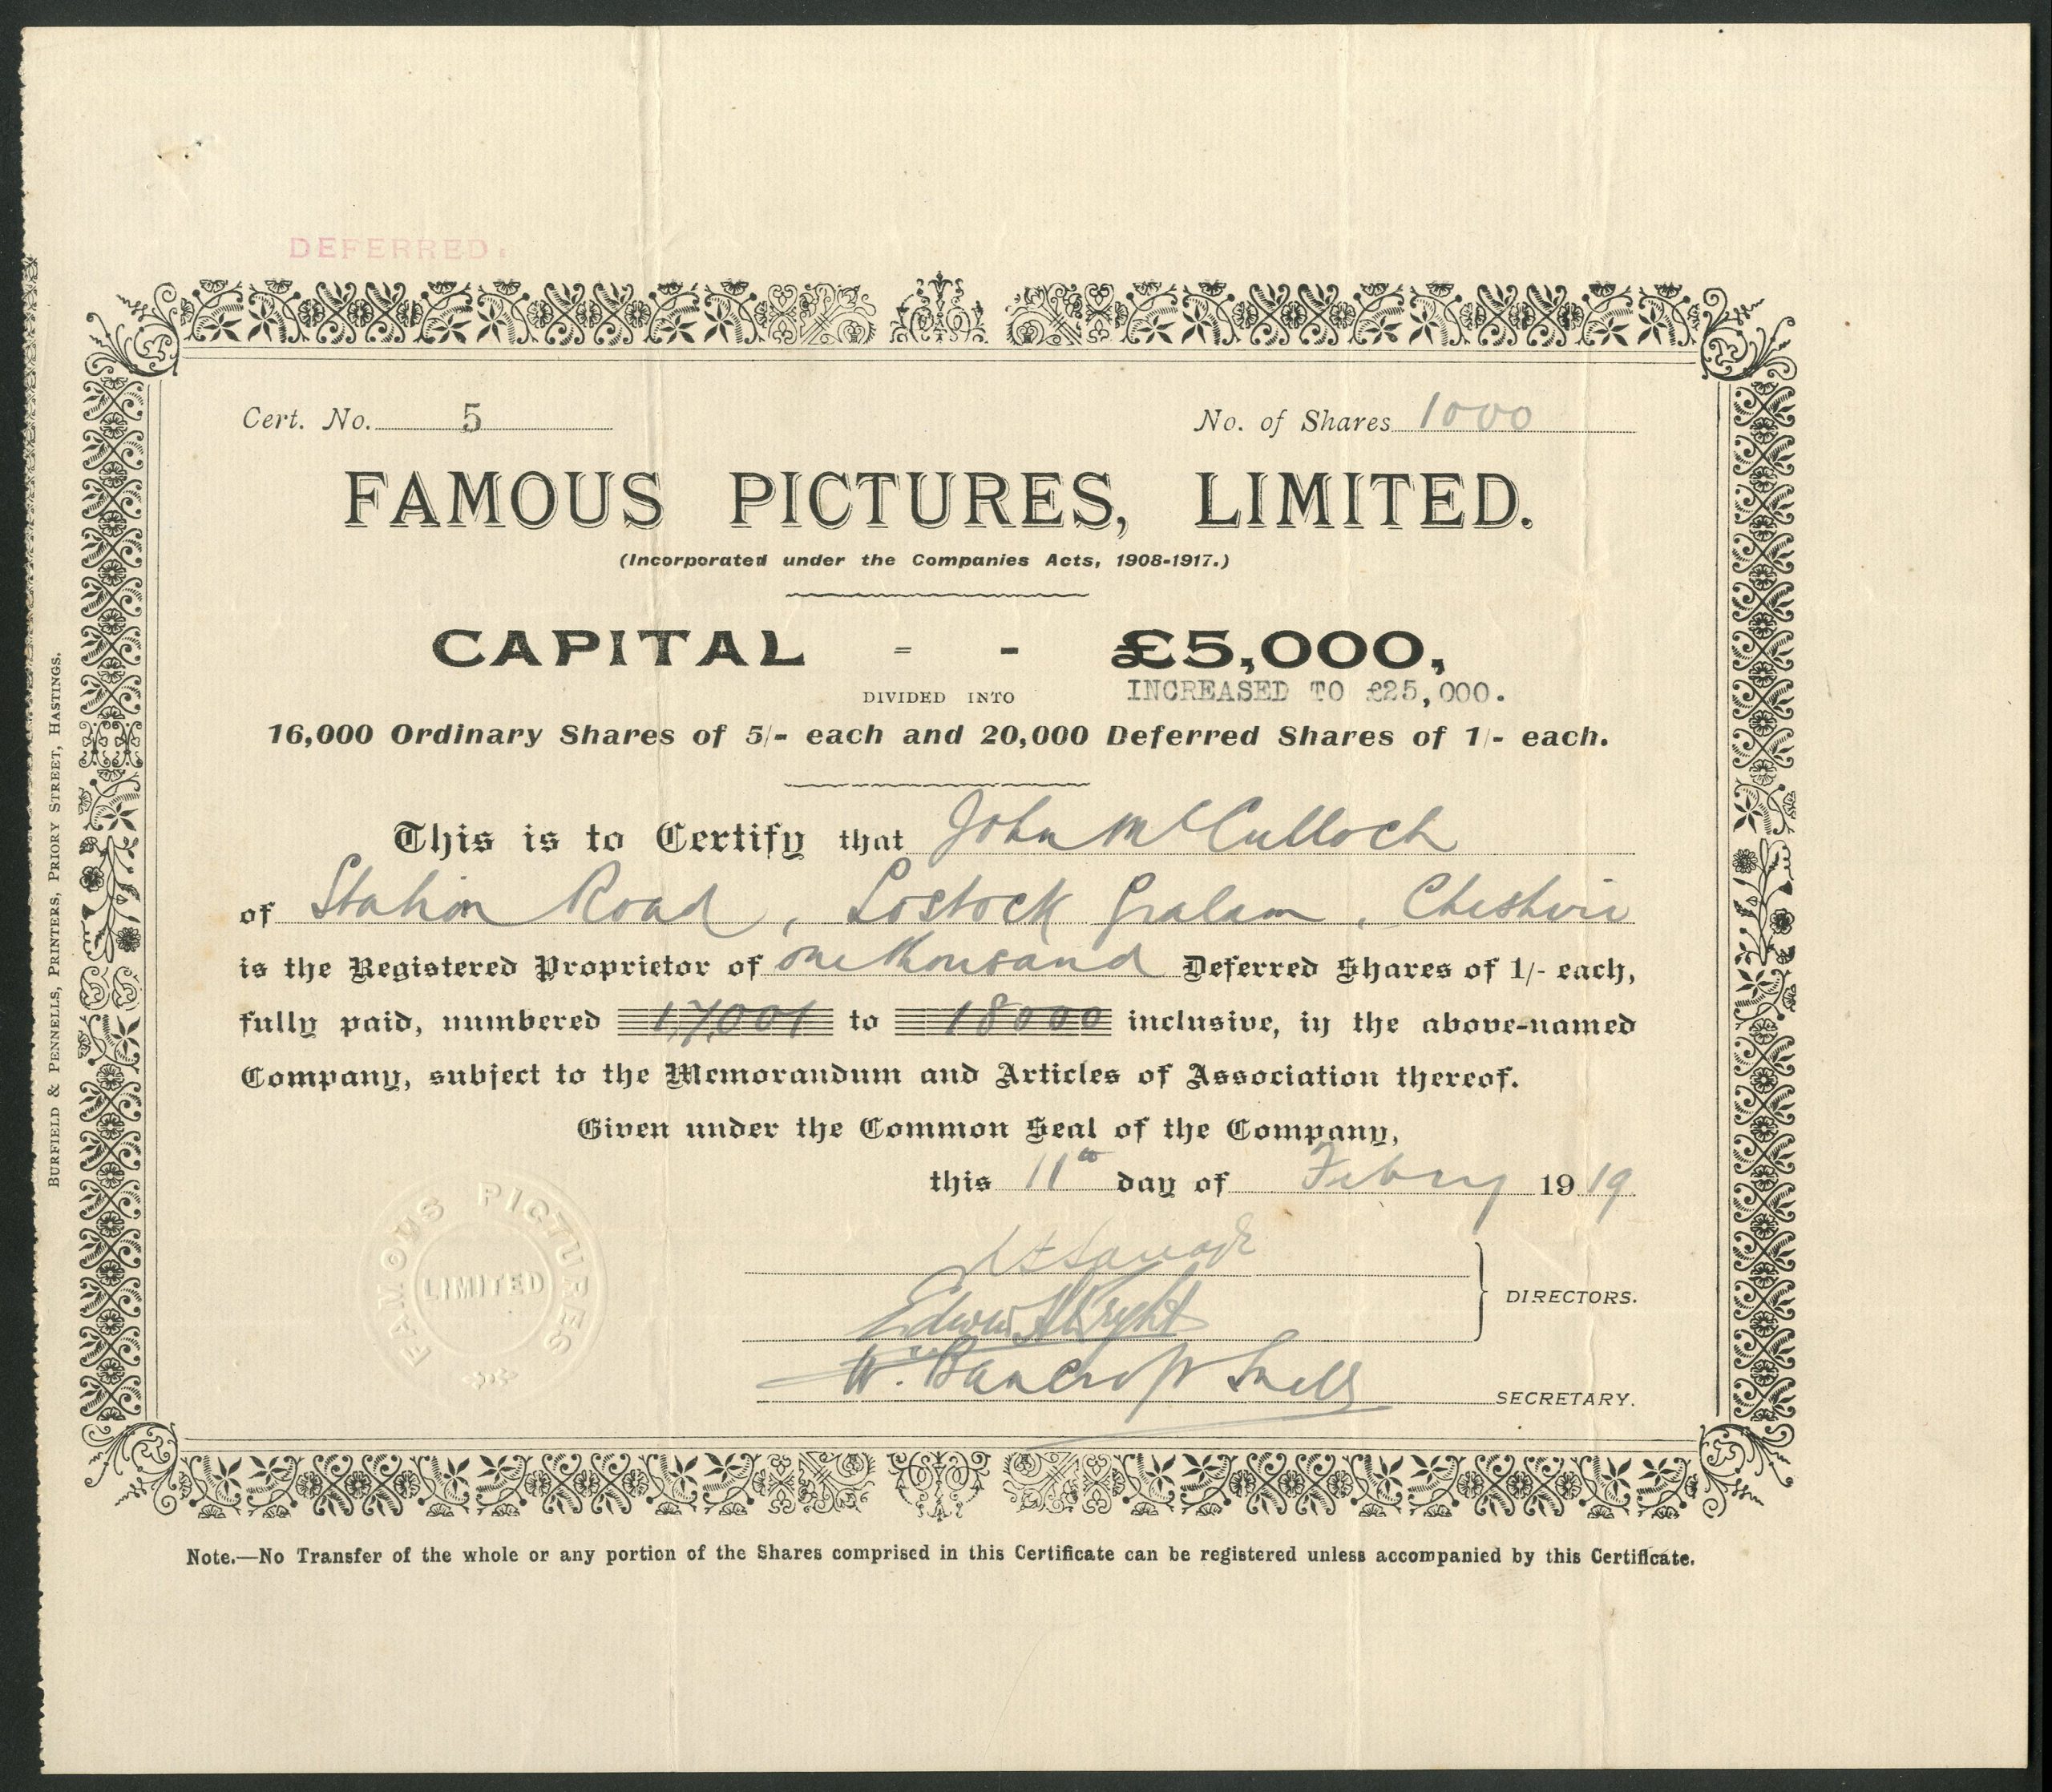 DEFERRED.
Cert. No. 5 No. of Shares 1000
FAMOUS PICTURES, LIMITED.
(Incorporated under the Companies Acts, 1908-1917.)
CAPITAL - - £5,000,
DIVIDED INTO INCREASED TO £25,000.
16,000 Ordinary Shares of 5/- each and 20,000 Deferred Shares of 1/- each.
This is to Certify that John McCulloch
of Station Road, Lostock Gralam, Cheshire
is the Registered Proprietor of one thousand Deferred Shares of 1/- each,
fully paid, numbered 17,001 to 18000 inclusive, in the above-named
Company, subject to the Memorandum and Articles of Association thereof.
Given under the Common Seal of the Company,
this 11th day of Febry 1919
FAMOUS PICTURES
LIMITED
DIRECTORS.
W. Bancroft
SECRETARY.
Note.—No Transfer of the whole or any portion of the Shares comprised in this Certificate can be registered unless accompanied by this Certificate.
BURFIELD & PENNELLS, PRINTERS, PRIORY STREET, HASTINGS.